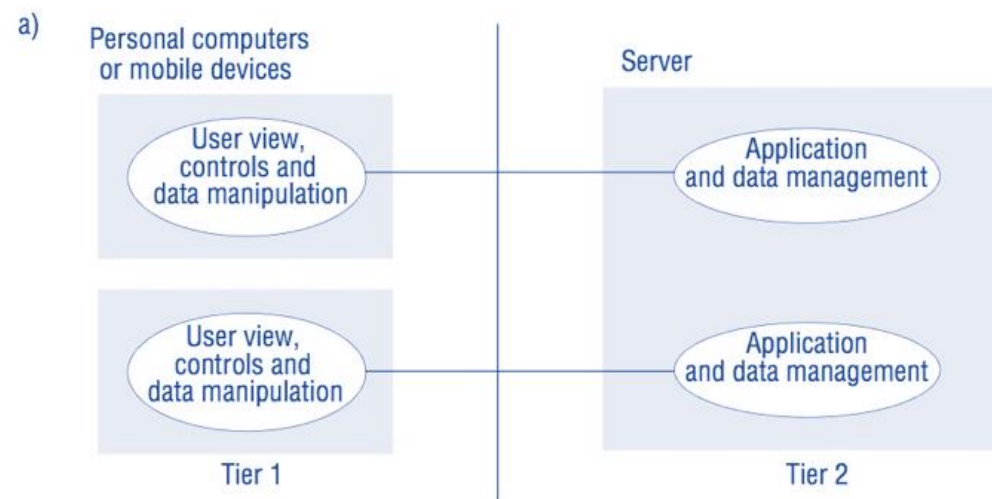 a)
Personal computers
or mobile devices
Server
User view,
controls and
data manipulation
Application
and data management
User view,
controls and
data manipulation
Application
and data management
Tier 1
Tier 2